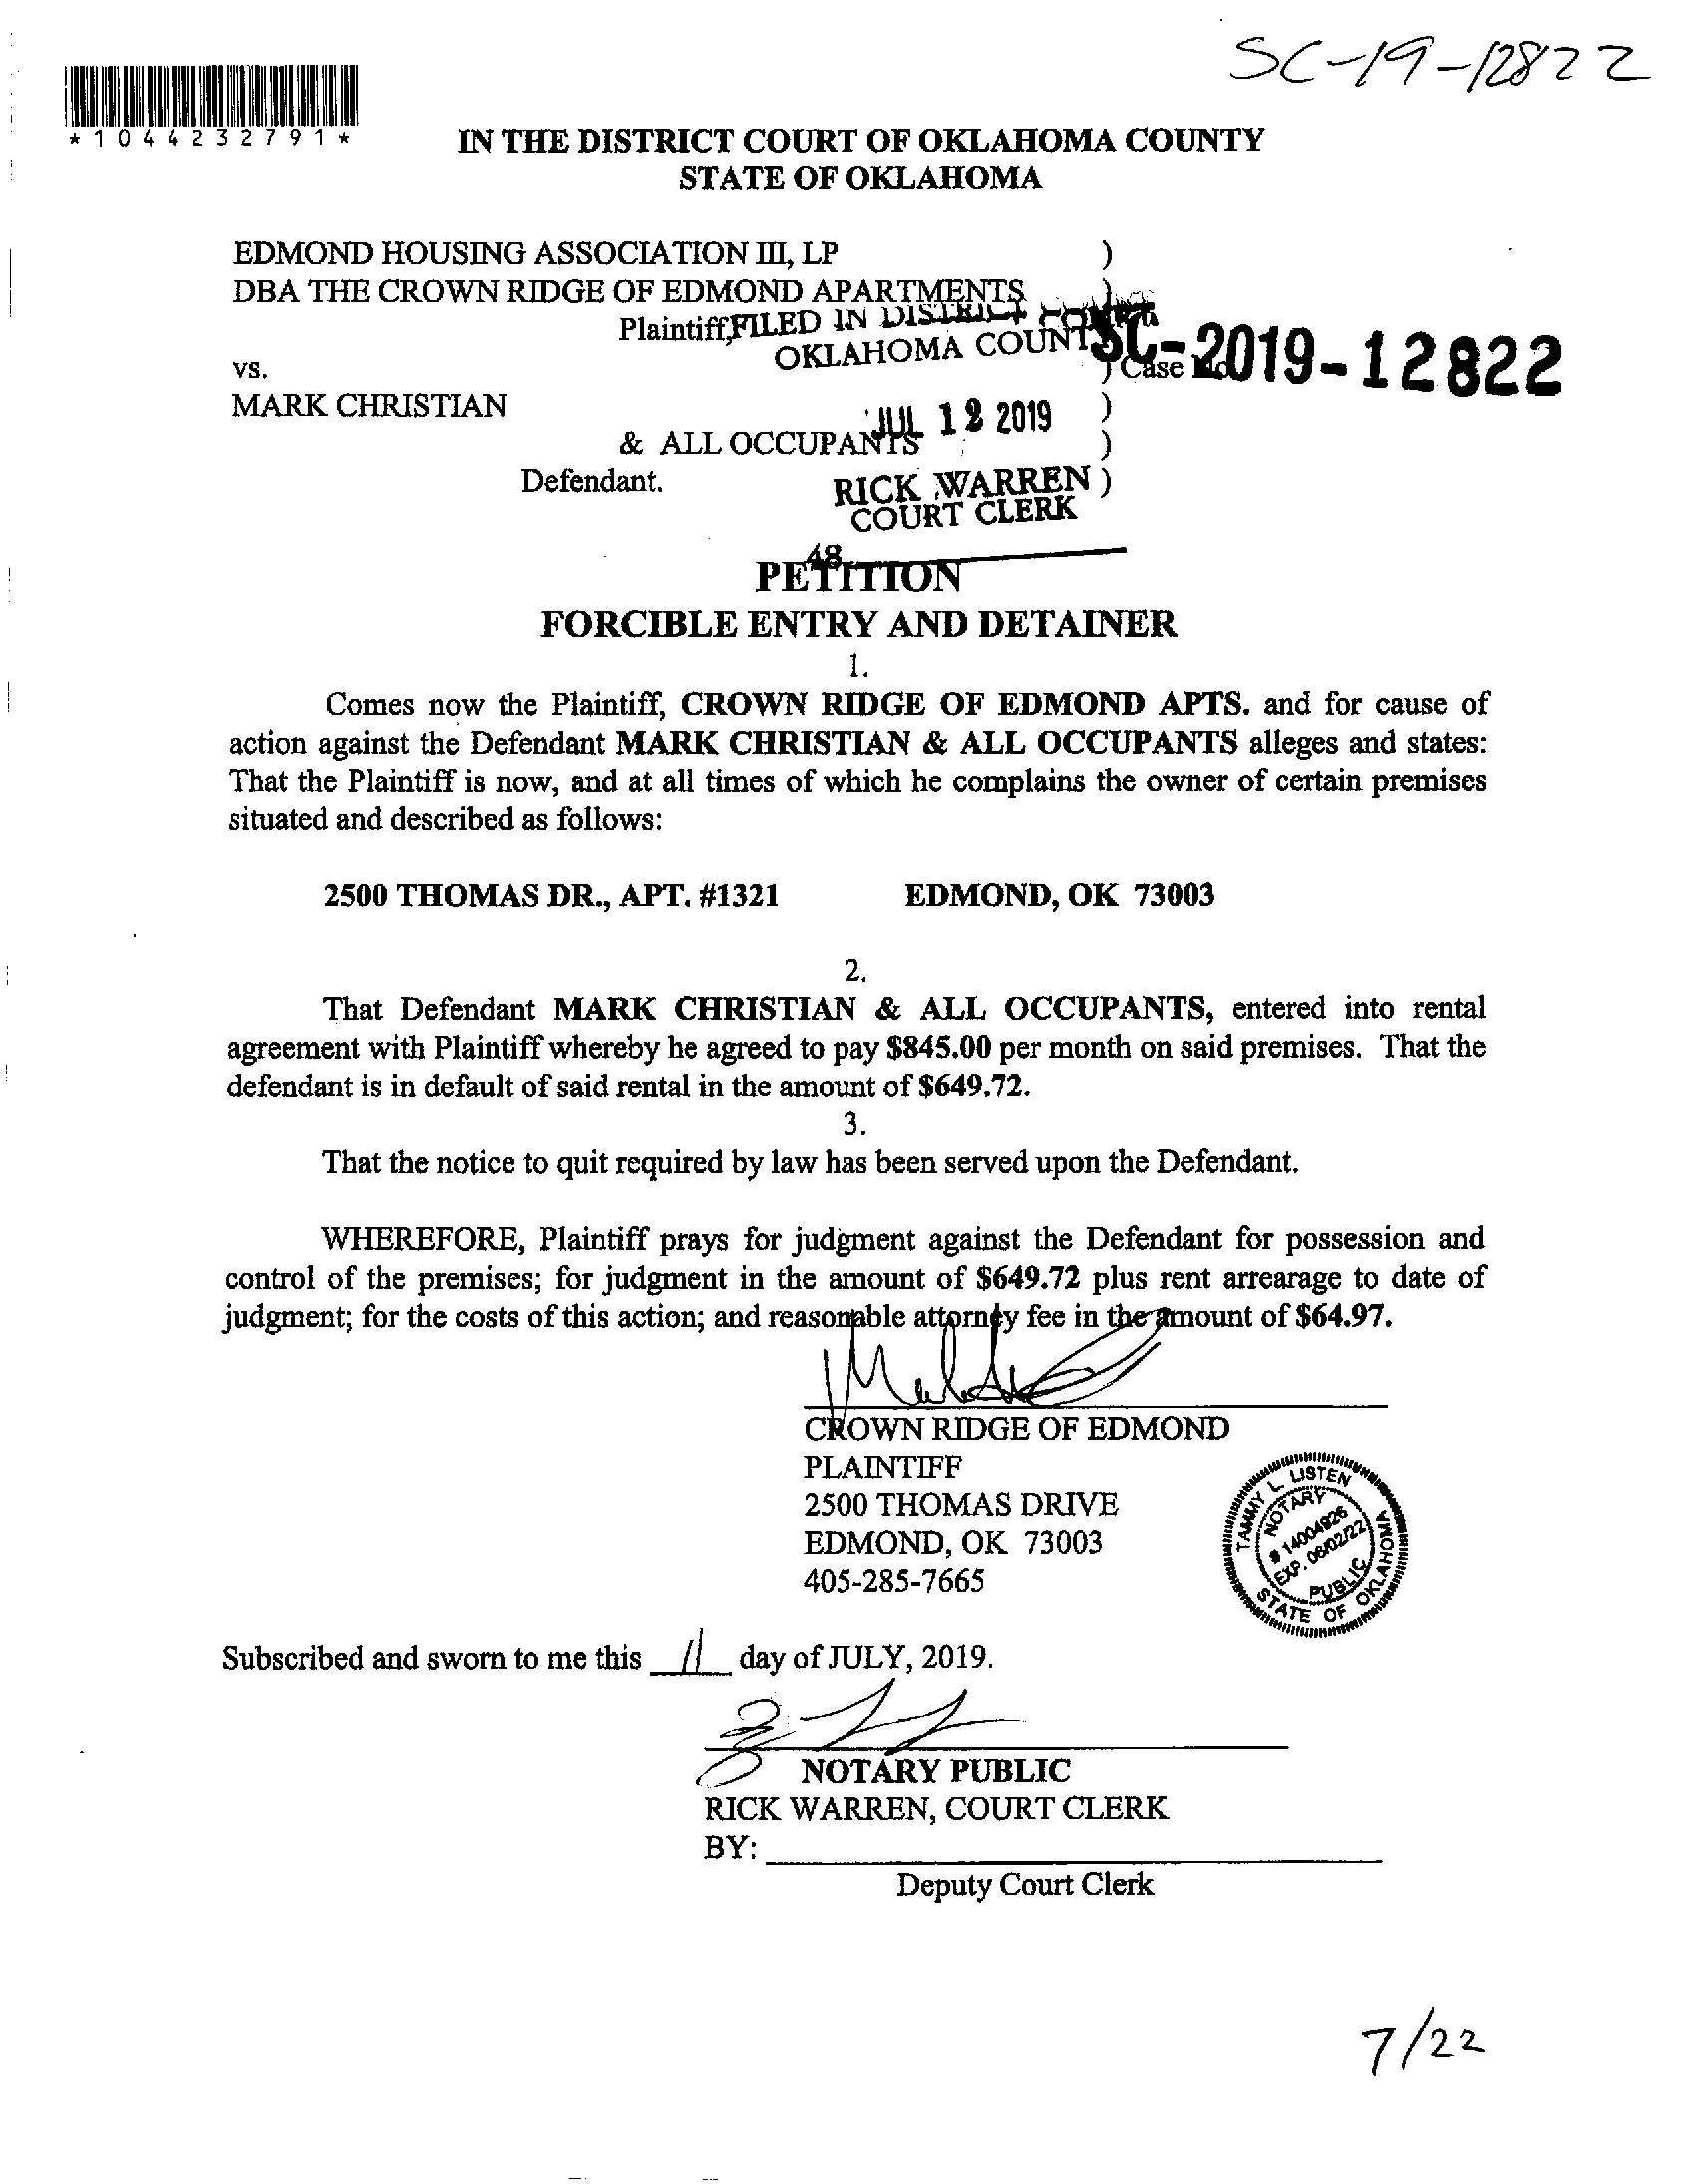 SC-19-12822
*1044232791*
IN THE DISTRICT COURT OF OKLAHOMA COUNTY
STATE OF OKLAHOMA
EDMOND HOUSING ASSOCIATION III, LP )
DBA THE CROWN RIDGE OF EDMOND APARTMENTS )
Plaintiff, FILED IN DISTRICT COURT
OKLAHOMA COUNTY
vs. ) Case No. SC-2019-12822
MARK CHRISTIAN )
JUL 12 2019
& ALL OCCUPANTS )
Defendant. )
RICK WARREN
COURT CLERK
48
PETITION
FORCIBLE ENTRY AND DETAINER
1.
Comes now the Plaintiff, CROWN RIDGE OF EDMOND APTS. and for cause of
action against the Defendant MARK CHRISTIAN & ALL OCCUPANTS alleges and states:
That the Plaintiff is now, and at all times of which he complains the owner of certain premises
situated and described as follows:
2500 THOMAS DR., APT. #1321 EDMOND, OK 73003
2.
That Defendant MARK CHRISTIAN & ALL OCCUPANTS, entered into rental
agreement with Plaintiff whereby he agreed to pay $845.00 per month on said premises. That the
defendant is in default of said rental in the amount of $649.72.
3.
That the notice to quit required by law has been served upon the Defendant.
WHEREFORE, Plaintiff prays for judgment against the Defendant for possession and
control of the premises; for judgment in the amount of $649.72 plus rent arrearage to date of
judgment; for the costs of this action; and reasonable attorney fee in the amount of $64.97.
CROWN RIDGE OF EDMOND
PLAINTIFF
2500 THOMAS DRIVE
EDMOND, OK 73003
405-285-7665
TAMMY L. LISTEN
NOTARY
# 14004926
EXP. 06/02/22
PUBLIC
STATE OF OKLAHOMA
Subscribed and sworn to me this 11 day of JULY, 2019.
NOTARY PUBLIC
RICK WARREN, COURT CLERK
BY:
Deputy Court Clerk
7/22